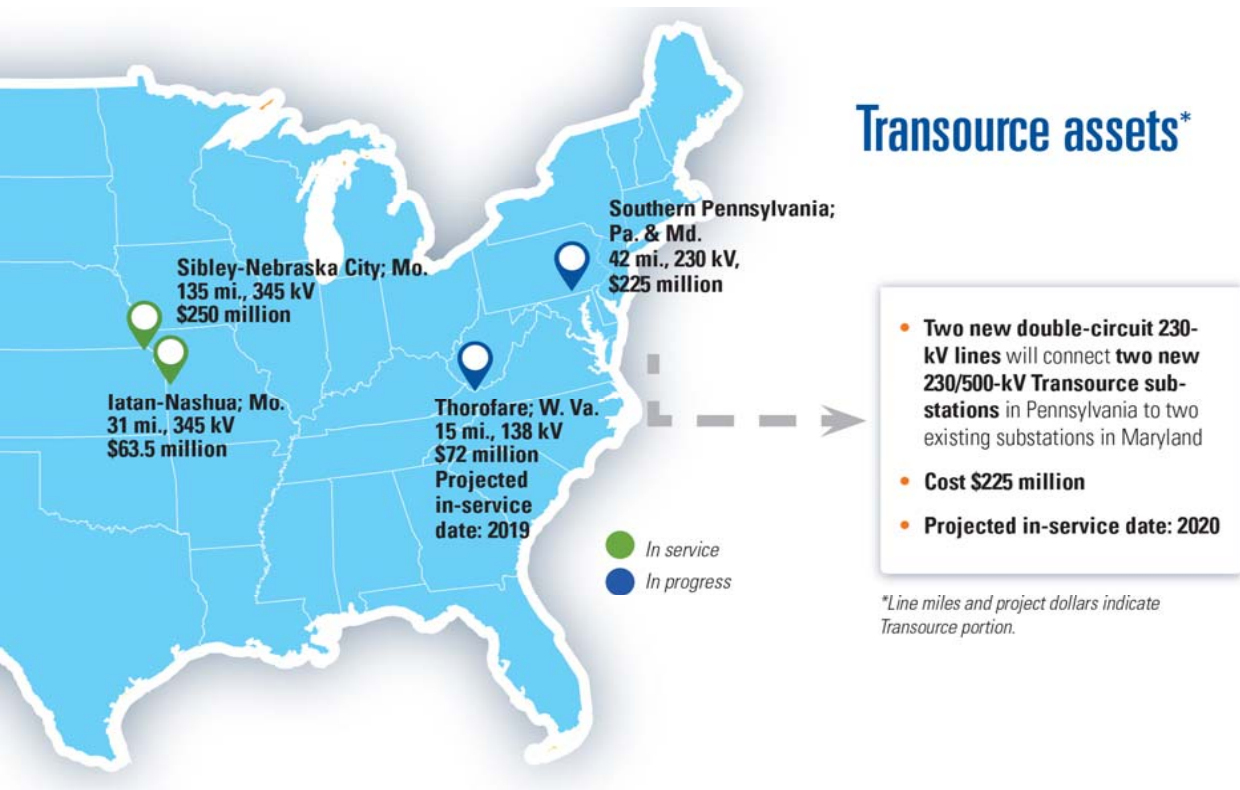 Transource assets*
Southern Pennsylvania;
Pa. & Md.
42 mi., 230 kV,
$225 million
Sibley-Nebraska City; Mo.
135 mi., 345 kV
$250 million
Iatan-Nashua; Mo.
31 mi., 345 kV
$63.5 million
Thorofare; W. Va.
15 mi., 138 kV
$72 million
Projected
in-service
date: 2019
In service
In progress
• Two new double-circuit 230-
kV lines will connect two new
230/500-kV Transource sub-
stations in Pennsylvania to two
existing substations in Maryland
• Cost $225 million
• Projected in-service date: 2020
*Line miles and project dollars indicate
Transource portion.